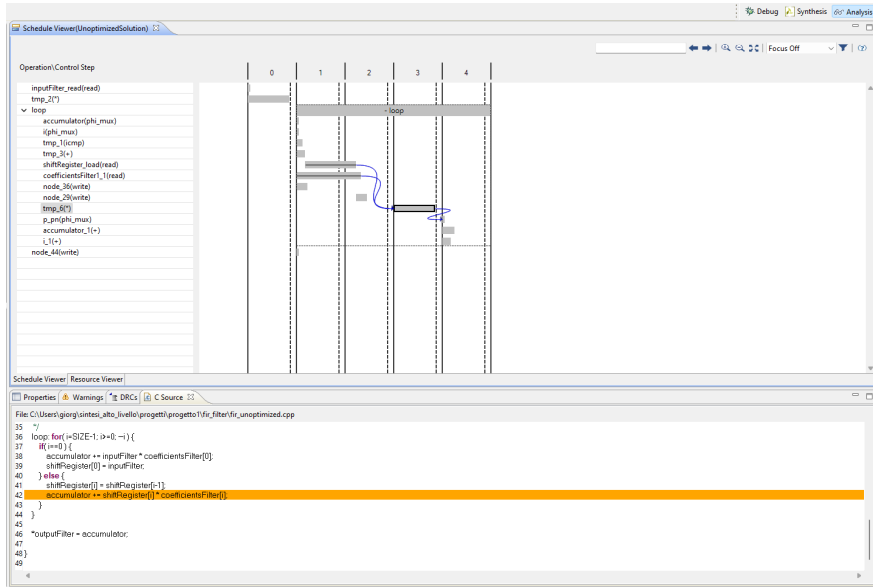 Debug Synthesis Analysis
Schedule Viewer(UnoptimizedSolution)
Focus Off
Operation\Control Step
0 1 2 3 4
inputFilter_read(read)
tmp_2(*)
loop
- loop
accumulator(phi_mux)
i(phi_mux)
tmp_1(icmp)
tmp_3(+)
shiftRegister_load(read)
coefficientsFilter1_1(read)
node_36(write)
node_29(write)
tmp_6(*)
p_pn(phi_mux)
accumulator_1(+)
i_1(+)
node_44(write)
Schedule Viewer Resource Viewer
Properties Warnings DRCs C Source
File: C:\Users\giorg\sintesi_alto_livello\progetti\progetto1\fir_filter\fir_unoptimized.cpp
35 */
36 loop: for( i=SIZE-1; i>=0; --i ) {
37 if( i==0 ) {
38 accumulator += inputFilter * coefficientsFilter[0];
39 shiftRegister[0] = inputFilter;
40 } else {
41 shiftRegister[i] = shiftRegister[i-1];
42 accumulator += shiftRegister[i] * coefficientsFilter[i];
43 }
44 }
45
46 *outputFilter = accumulator;
47
48 }
49